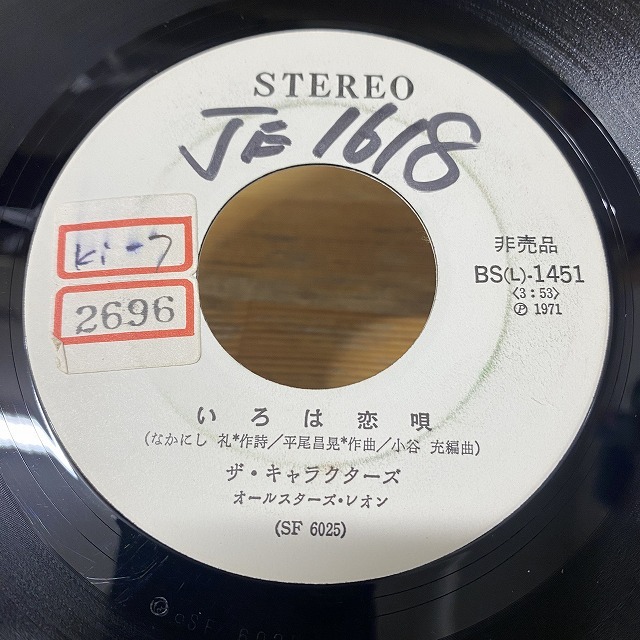 STEREO
JE 1618
Ki-7
2696
非売品
BS(L)-1451
〈3:53〉
Ⓟ 1971
いろは恋唄
(なかにし 礼*作詩/平尾昌晃*作曲/小谷 充編曲)
ザ・キャラクターズ
オールスターズ・レオン
(SF 6025)